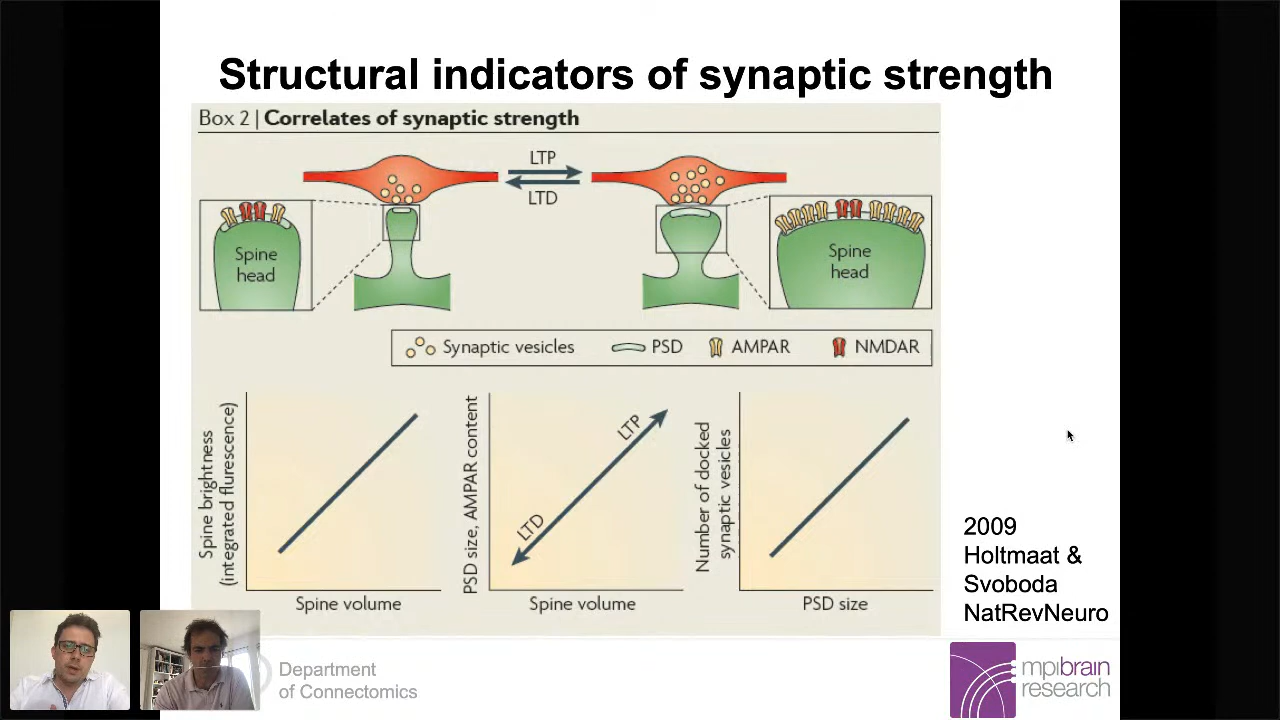 Structural indicators of synaptic strength
Box 2 | Correlates of synaptic strength
LTP
LTD
Spine
head
Spine
head
Synaptic vesicles
PSD
AMPAR
NMDAR
Spine brightness
(integrated flurescence)
Spine volume
PSD size, AMPAR content
LTD
LTP
Spine volume
Number of docked
synaptic vesicles
PSD size
2009
Holtmaat &
Svoboda
NatRevNeuro
Department
of Connectomics
mpibrain
research